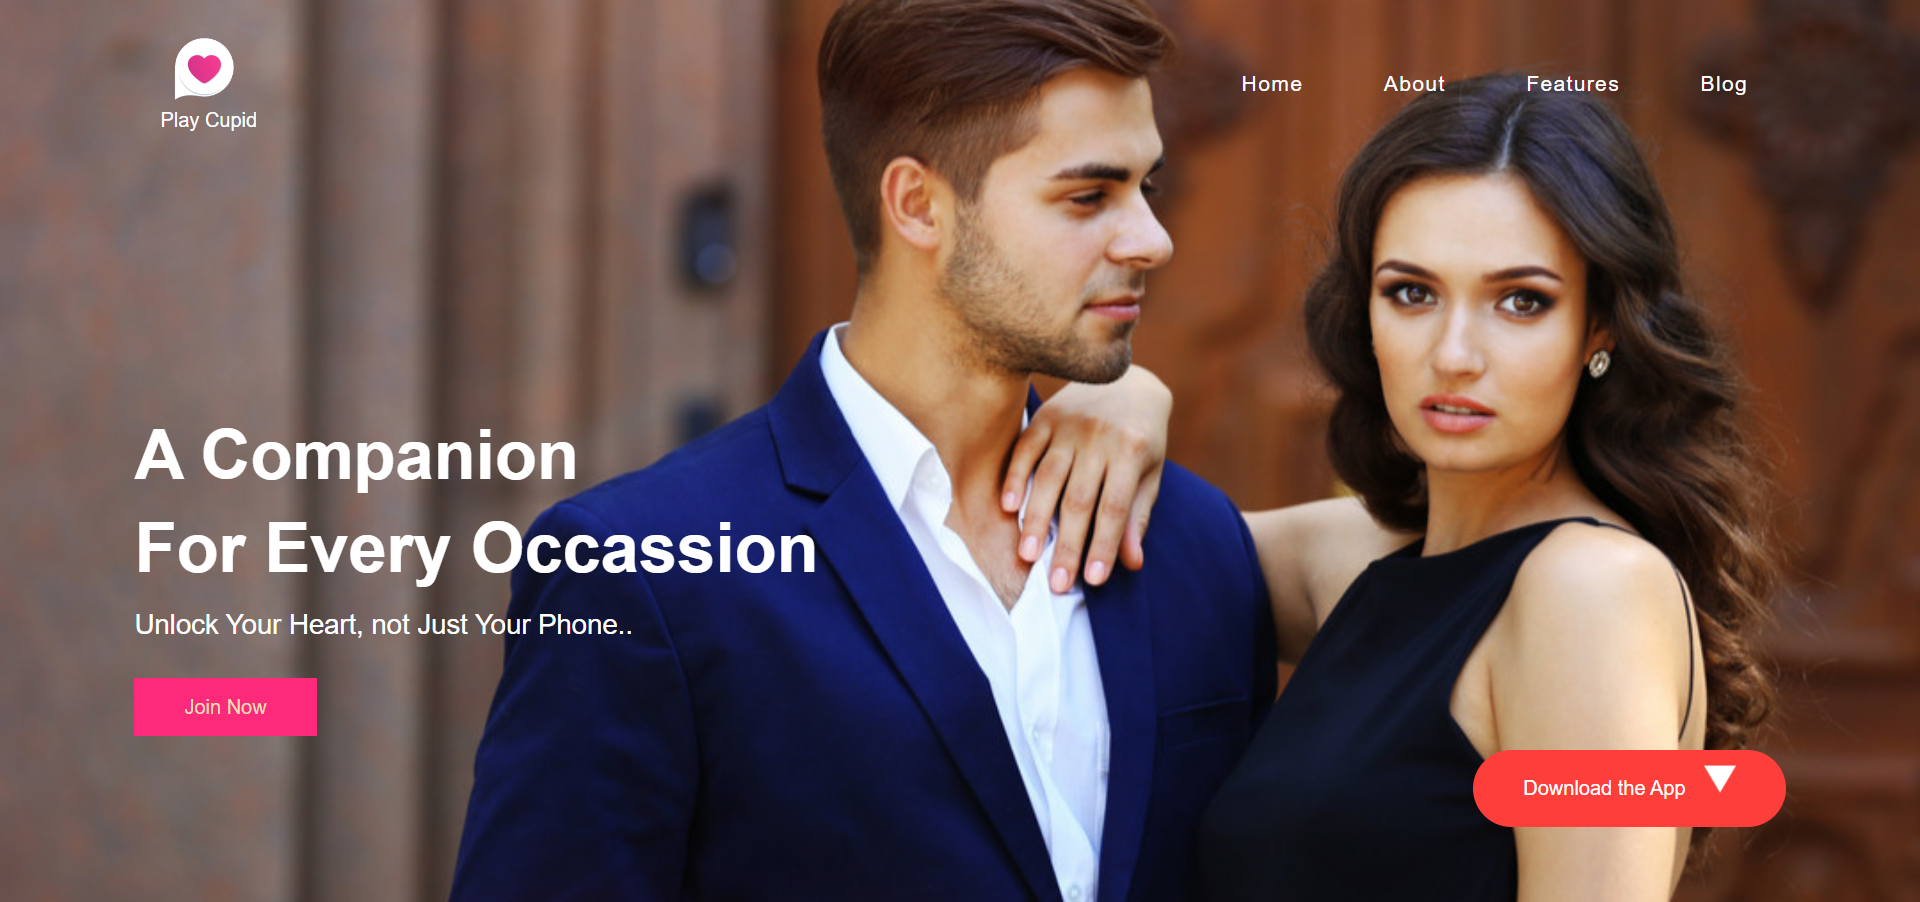 Play Cupid
Home
About
Features
Blog
A Companion
For Every Occassion
Unlock Your Heart, not Just Your Phone..
Join Now
Download the App